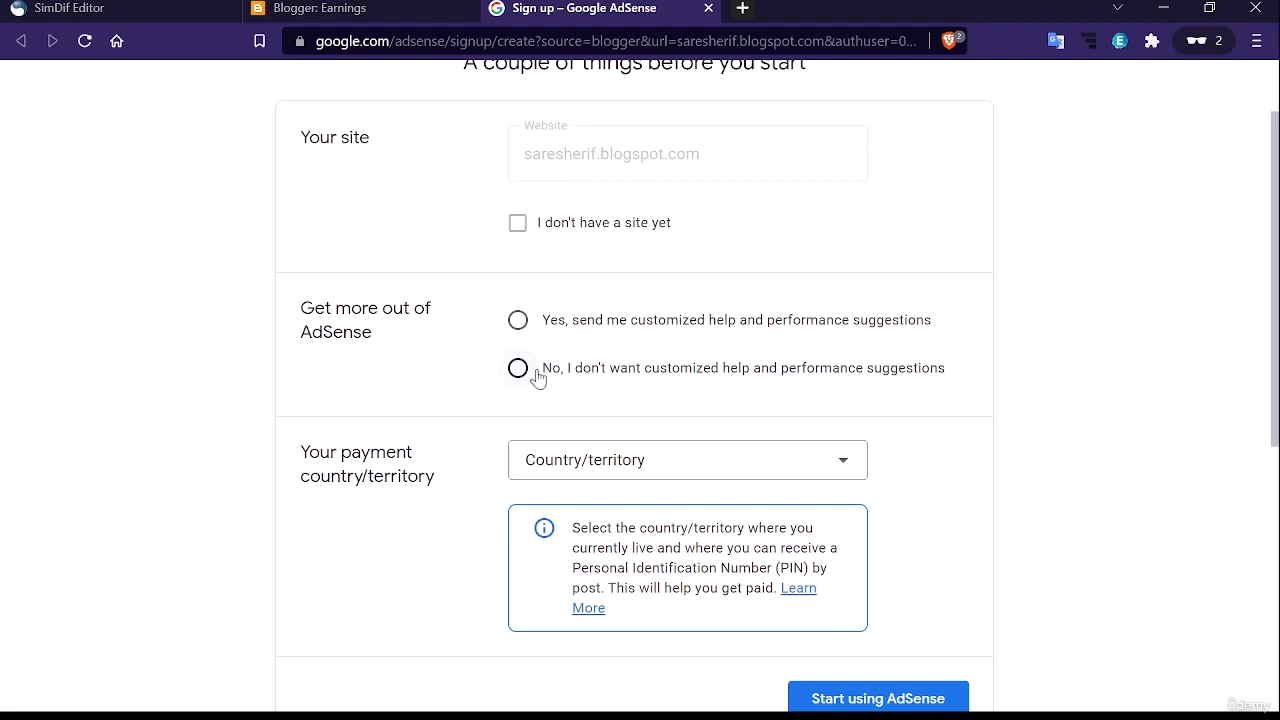 SimDif Editor
Blogger: Earnings
Sign up – Google AdSense
google.com/adsense/signup/create?source=blogger&url=saresherif.blogspot.com&authuser=0...
2
2
A couple of things before you start
Your site
Website
saresherif.blogspot.com
I don't have a site yet
Get more out of
AdSense
Yes, send me customized help and performance suggestions
No, I don't want customized help and performance suggestions
Your payment
country/territory
Country/territory
Select the country/territory where you
currently live and where you can receive a
Personal Identification Number (PIN) by
post. This will help you get paid. Learn
More
Start using AdSense
ûdemy